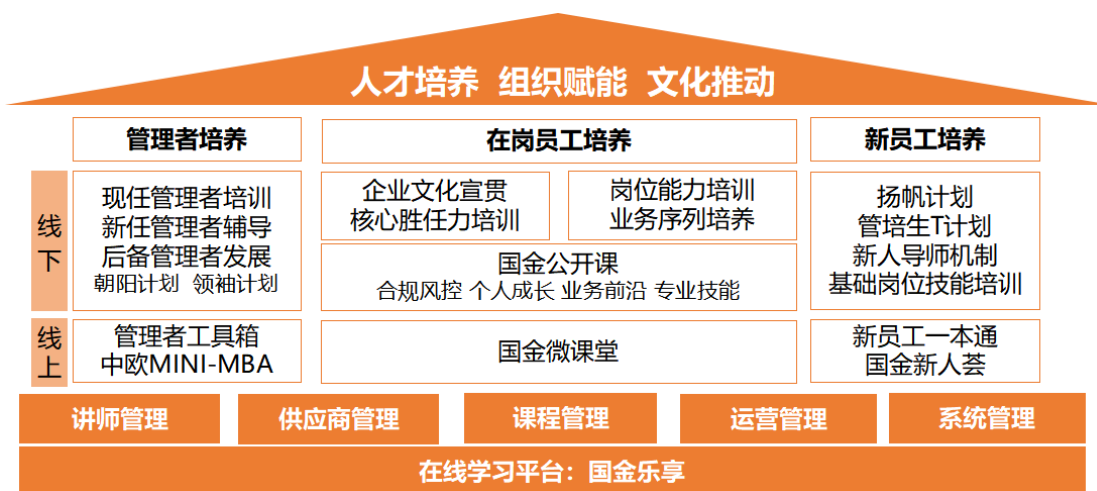 人才培养 组织赋能 文化推动
管理者培养
在岗员工培养
新员工培养
线下
现任管理者培训
新任管理者辅导
后备管理者发展
朝阳计划 领袖计划
企业文化宣贯
核心胜任力培训
岗位能力培训
业务序列培养
国金公开课
合规风控 个人成长 业务前沿 专业技能
扬帆计划
管培生T计划
新人导师机制
基础岗位技能培训
线上
管理者工具箱
中欧MINI-MBA
国金微课堂
新员工一本通
国金新人荟
讲师管理
供应商管理
课程管理
运营管理
系统管理
在线学习平台：国金乐享